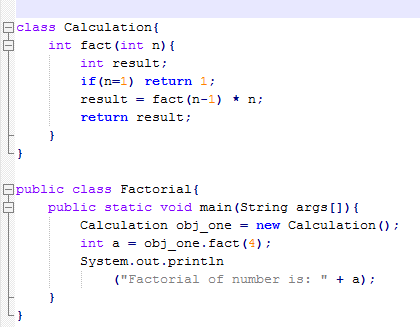 class Calculation{
int fact(int n){
int result;
if(n=1) return 1;
result = fact(n-1) * n;
return result;
}
}
public class Factorial{
public static void main(String args[]){
Calculation obj_one = new Calculation();
int a = obj_one.fact(4);
System.out.println
("Factorial of number is: " + a);
}
}